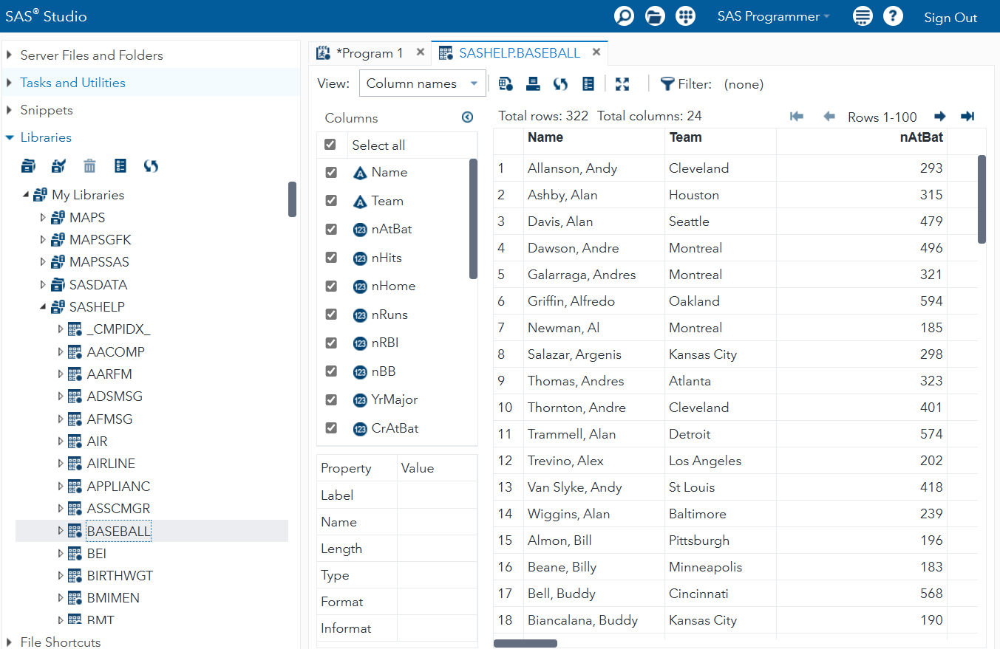 SAS® Studio
SAS Programmer
Sign Out
Server Files and Folders
Tasks and Utilities
Snippets
Libraries
My Libraries
MAPS
MAPSGFK
MAPSSAS
SASDATA
SASHELP
_CMPIDX_
AACOMP
AARFM
ADSMSG
AFMSG
AIR
AIRLINE
APPLIANC
ASSCMGR
BASEBALL
BEI
BIRTHWGT
BMIMEN
BMT
File Shortcuts
*Program 1
SASHELP.BASEBALL
View: Column names
Filter: (none)
Columns
Select all
Name
Team
123 nAtBat
123 nHits
123 nHome
123 nRuns
123 nRBI
123 nBB
123 YrMajor
123 CrAtBat
Property Value
Label
Name
Length
Type
Format
Informat
Total rows: 322 Total columns: 24
Rows 1-100
Name Team nAtBat
1 Allanson, Andy Cleveland 293
2 Ashby, Alan Houston 315
3 Davis, Alan Seattle 479
4 Dawson, Andre Montreal 496
5 Galarraga, Andres Montreal 321
6 Griffin, Alfredo Oakland 594
7 Newman, Al Montreal 185
8 Salazar, Argenis Kansas City 298
9 Thomas, Andres Atlanta 323
10 Thornton, Andre Cleveland 401
11 Trammell, Alan Detroit 574
12 Trevino, Alex Los Angeles 202
13 Van Slyke, Andy St Louis 418
14 Wiggins, Alan Baltimore 239
15 Almon, Bill Pittsburgh 196
16 Beane, Billy Minneapolis 183
17 Bell, Buddy Cincinnati 568
18 Biancalana, Buddy Kansas City 190